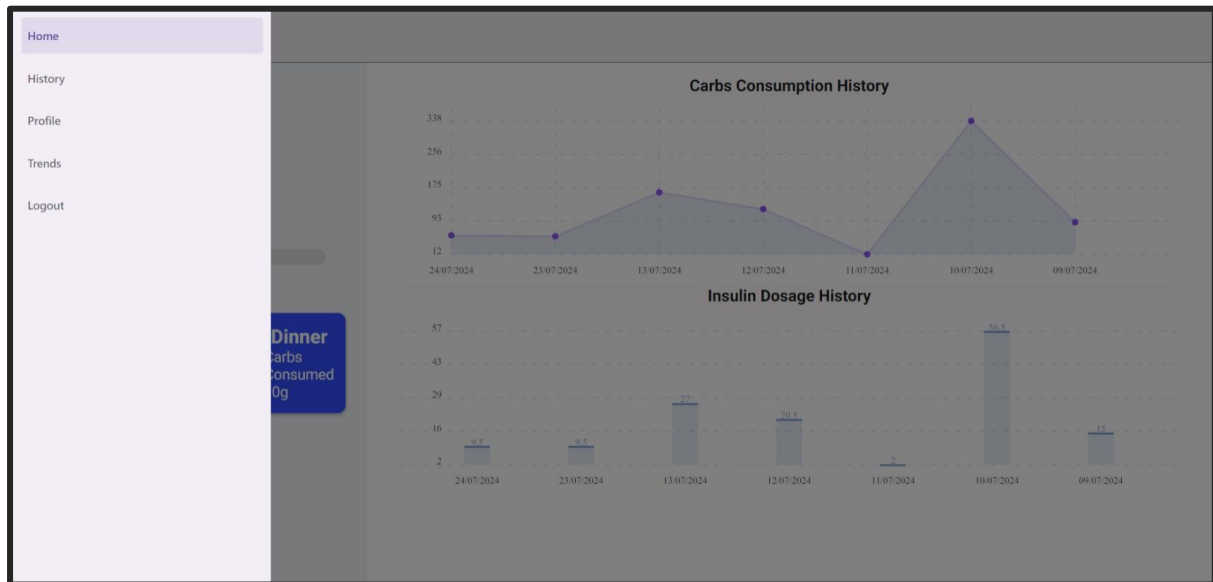 Home
History
Profile
Trends
Logout
Dinner
Carbs
Consumed
0g
Carbs Consumption History
338
256
175
93
12
24/07/2024 23/07/2024 13/07/2024 12/07/2024 11/07/2024 10/07/2024 09/07/2024
Insulin Dosage History
57
43
29
16
2
9.5 9.5 27 20.5 2 56.5 15
24/07/2024 23/07/2024 13/07/2024 12/07/2024 11/07/2024 10/07/2024 09/07/2024